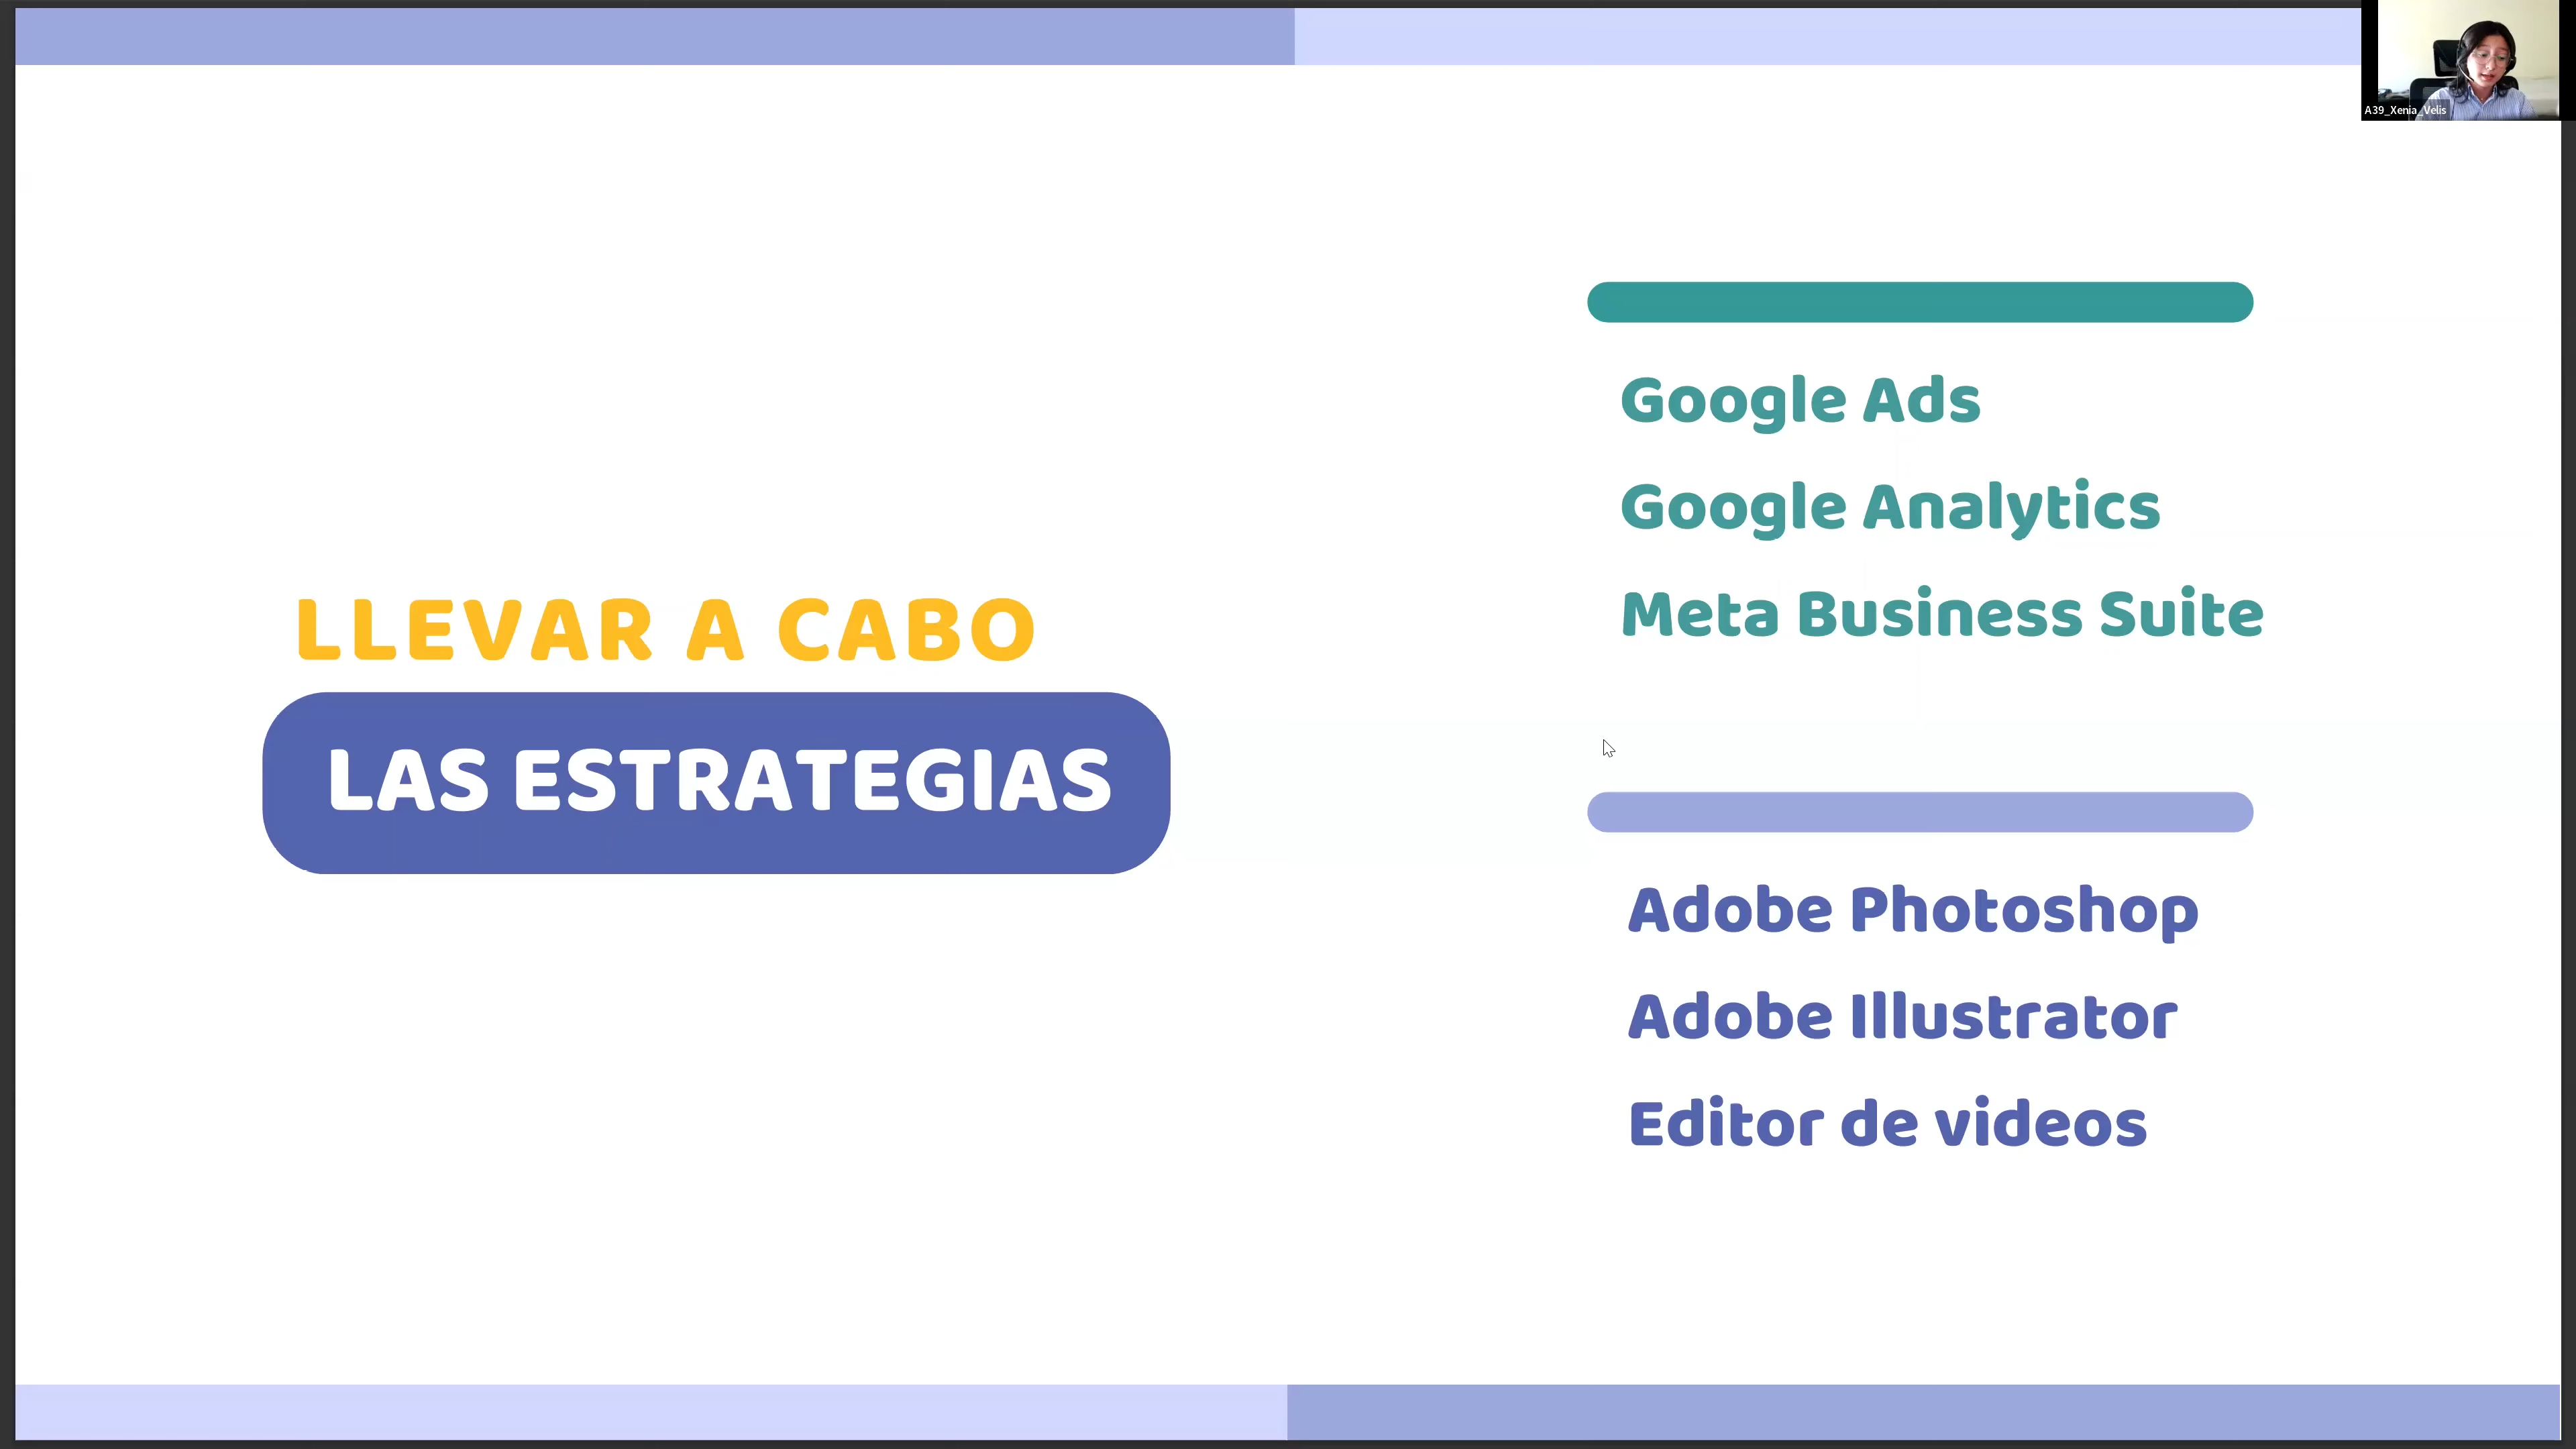 A39_Xenia_Velis
LLEVAR A CABO
LAS ESTRATEGIAS
Google Ads
Google Analytics
Meta Business Suite
Adobe Photoshop
Adobe Illustrator
Editor de videos